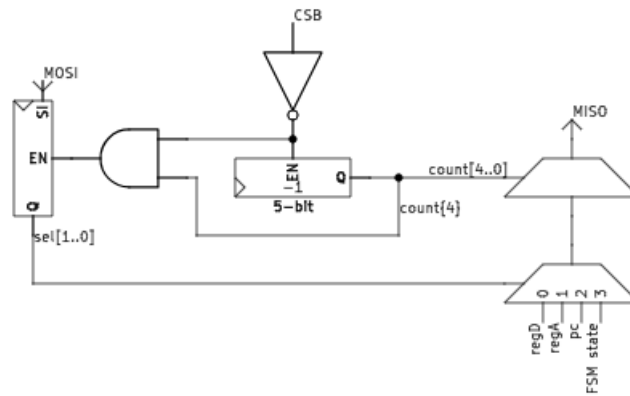 CSB
MOSI
MISO
SI
EN
EN
-1
Q
count[4..0]
5-bit
count{4}
Q
sel[1..0]
0
1
2
3
regD
regA
pc
FSM state